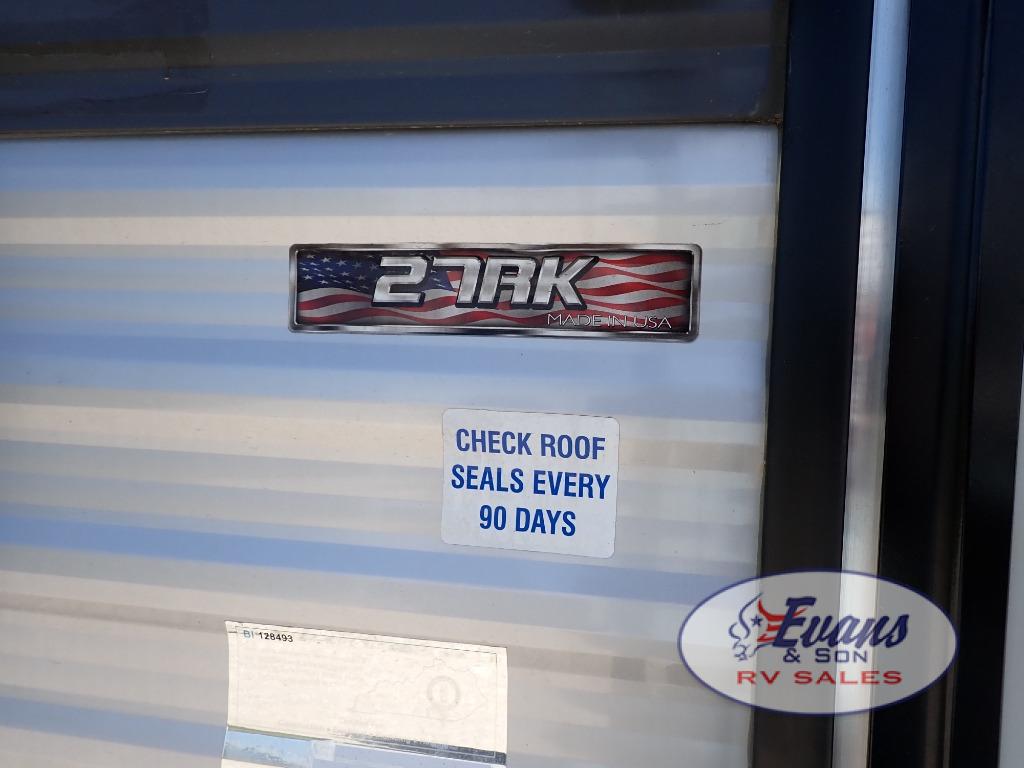 27RK
MADE IN USA
CHECK ROOF
SEALS EVERY
90 DAYS
BI 128493
Evans
& SON
RV SALES